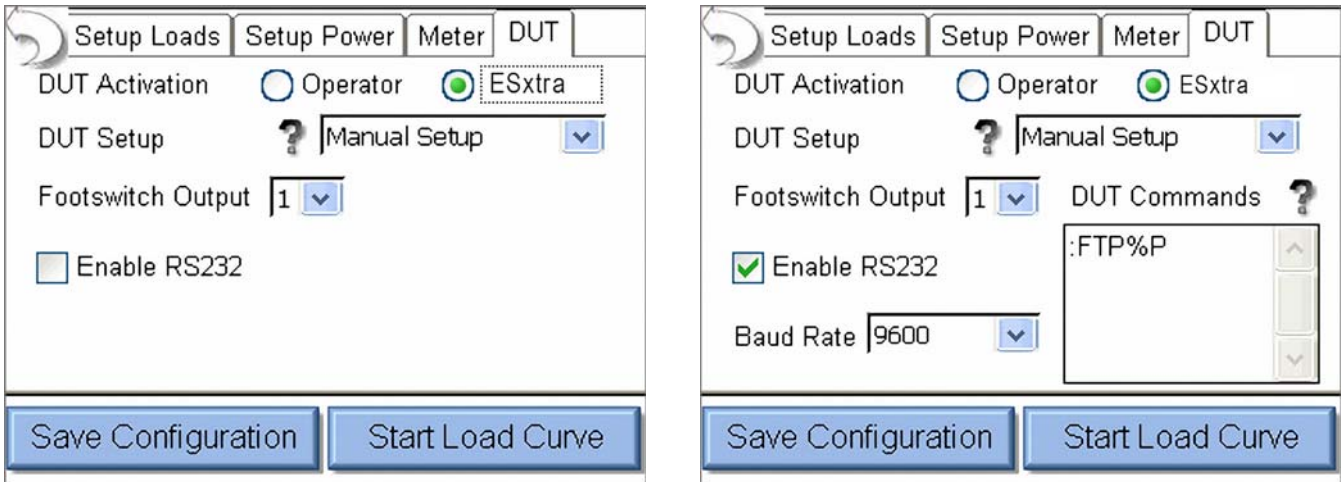 Setup Loads Setup Power Meter DUT
DUT Activation Operator ESxtra
DUT Setup ? Manual Setup
Footswitch Output 1
Enable RS232
Save Configuration Start Load Curve
Setup Loads Setup Power Meter DUT
DUT Activation Operator ESxtra
DUT Setup ? Manual Setup
Footswitch Output 1 DUT Commands ?
:FTP%P
Enable RS232
Baud Rate 9600
Save Configuration Start Load Curve